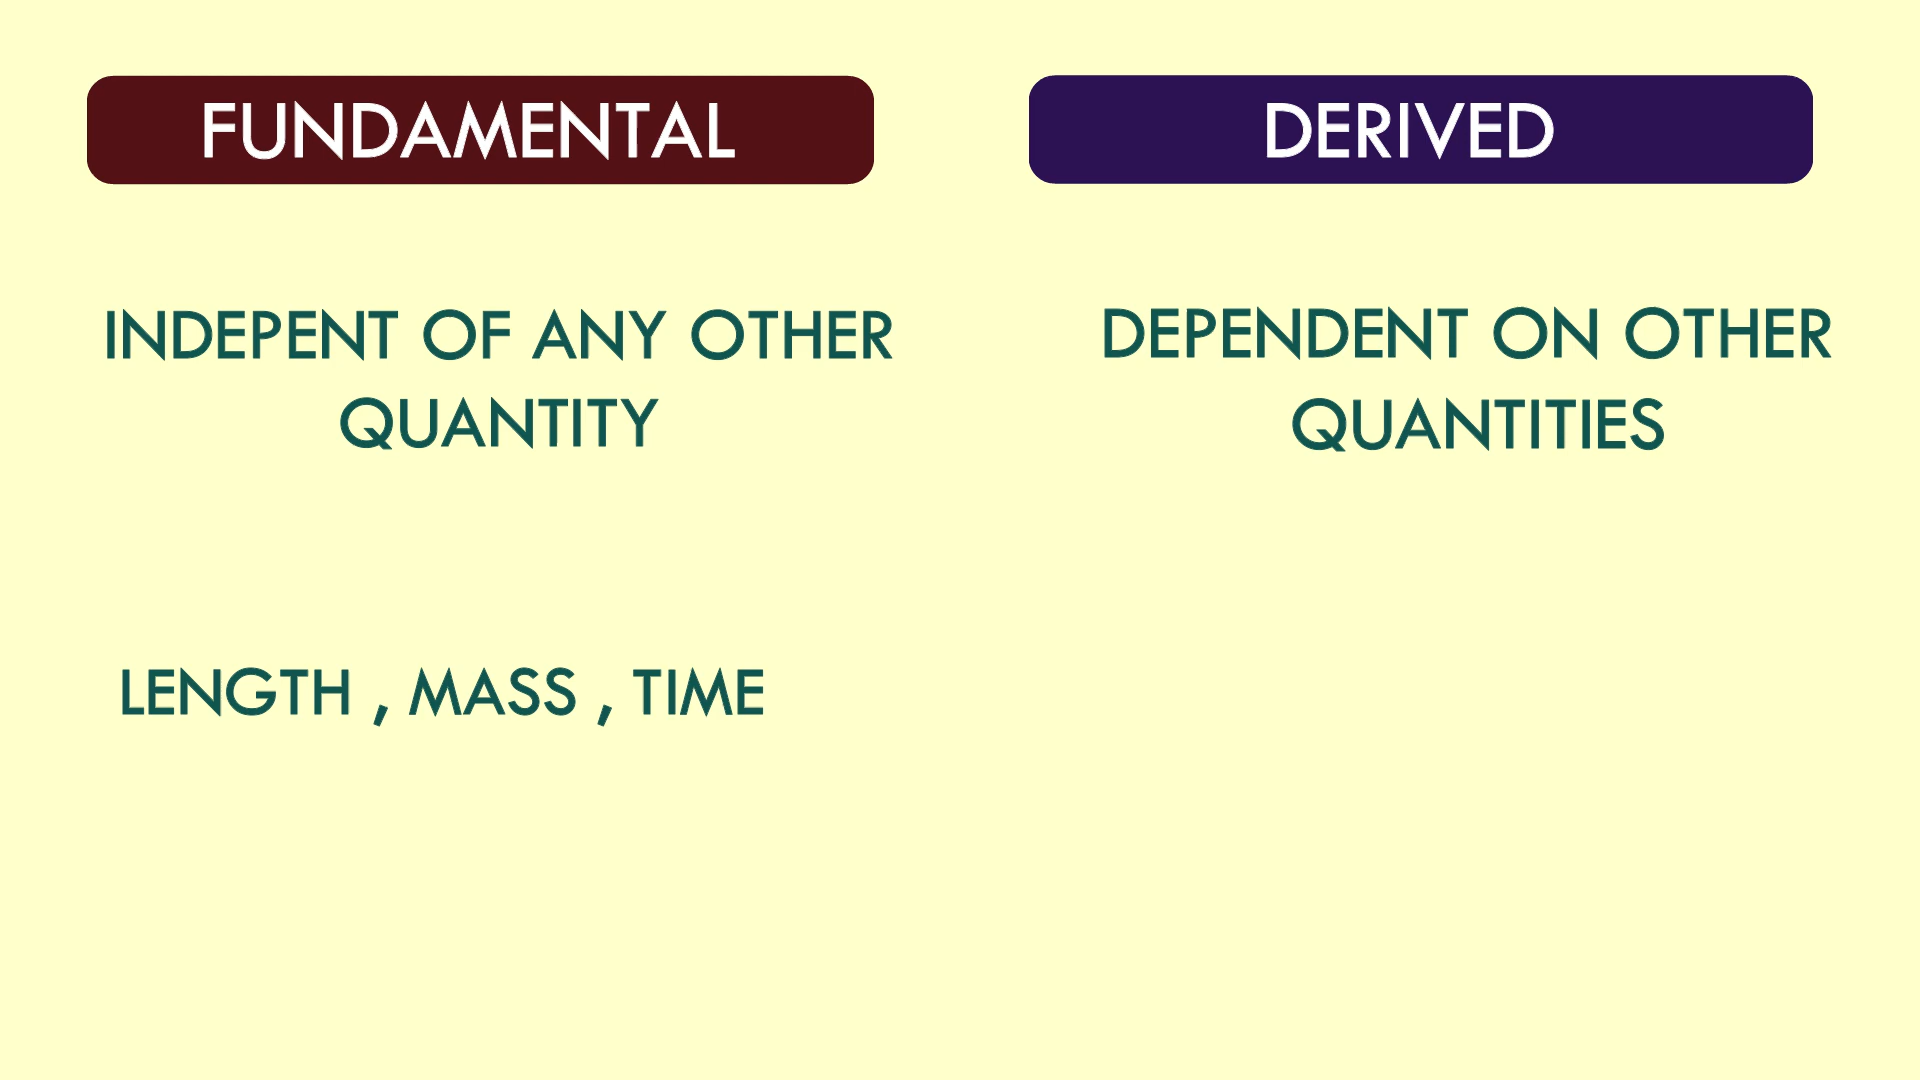 FUNDAMENTAL
DERIVED
INDEPENT OF ANY OTHER
QUANTITY
DEPENDENT ON OTHER
QUANTITIES
LENGTH , MASS , TIME